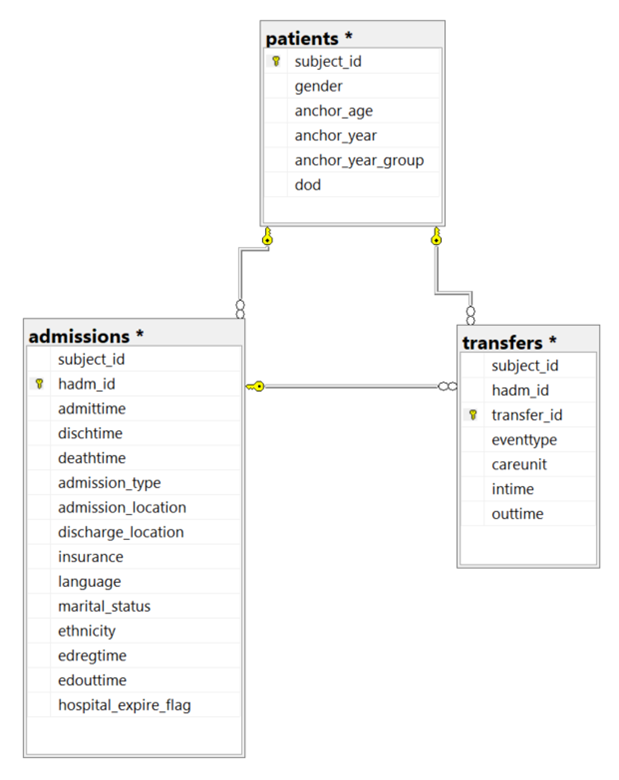 patients *
subject_id
gender
anchor_age
anchor_year
anchor_year_group
dod
admissions *
subject_id
hadm_id
admittime
dischtime
deathtime
admission_type
admission_location
discharge_location
insurance
language
marital_status
ethnicity
edregtime
edouttime
hospital_expire_flag
transfers *
subject_id
hadm_id
transfer_id
eventtype
careunit
intime
outtime